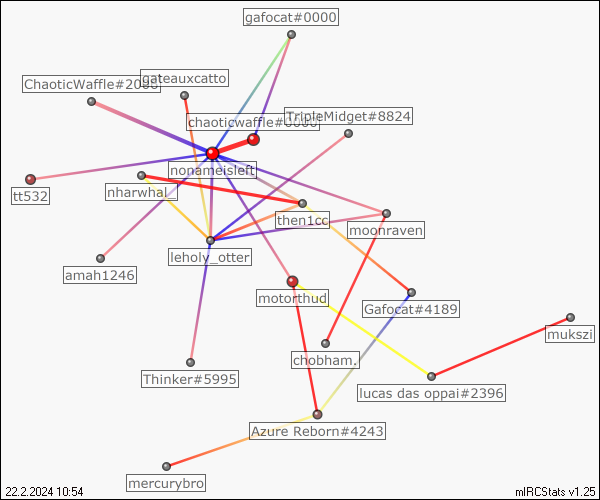 gafocat#0000
gateauxcatto
ChaoticWaffle#2000
TripleMidget#8824
chaoticwaffle#0000
nonameisleft
tt532
nharwhal_
then1cc
moonraven
leholy_otter
amah1246
motorthud
Gafocat#4189
mukszi
chobham.
Thinker#5995
lucas das oppai#2396
Azure Reborn#4243
mercurybro
22.2.2024 10:54
mIRCStats v1.25